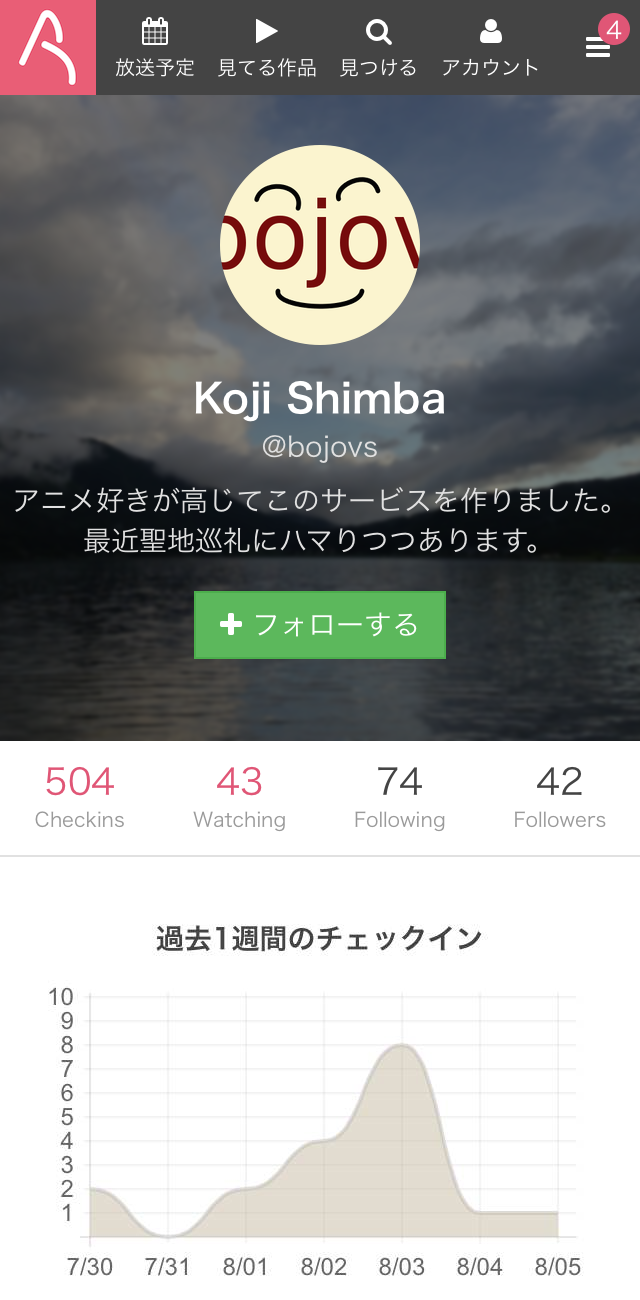 放送予定 見てる作品 見つける アカウント 4
bojov
Koji Shimba
@bojovs
アニメ好きが高じてこのサービスを作りました。
最近聖地巡礼にハマりつつあります。
フォローする
504 43 74 42
Checkins Watching Following Followers
過去1週間のチェックイン
10
9
8
7
6
5
4
3
2
1
7/30 7/31 8/01 8/02 8/03 8/04 8/05